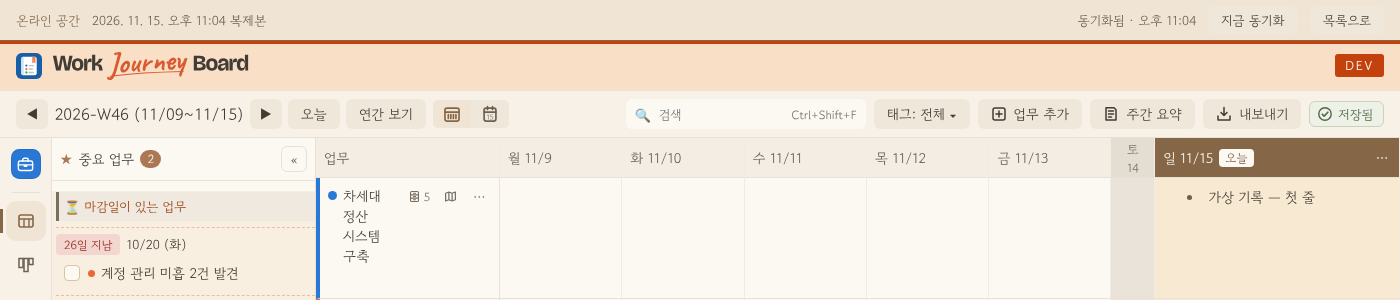 온라인 공간 2026. 11. 15. 오후 11:04 복제본 동기화됨 · 오후 11:04 지금 동기화 목록으로
Work Journey Board DEV
◀ 2026-W46 (11/09~11/15) ▶ 오늘 연간 보기 검색 Ctrl+Shift+F 태그: 전체 업무 추가 주간 요약 내보내기 저장됨
★ 중요 업무 2 « 업무 월 11/9 화 11/10 수 11/11 목 11/12 금 11/13 토 14 일 11/15 오늘 ···
⏳ 마감일이 있는 업무
26일 지남 10/20 (화)
계정 관리 미흡 2건 발견
차세대 정산 시스템 구축 5 ···
• 가상 기록 — 첫 줄